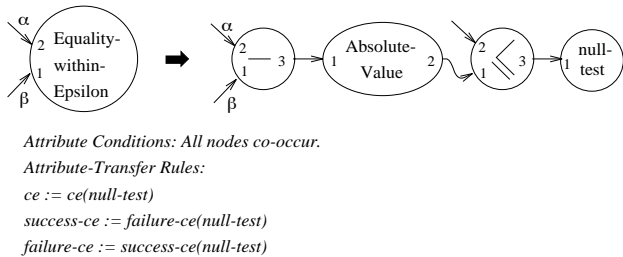 α
2 Equality-
within-
1 Epsilon
β
α
2
1 — 3
β
1 Absolute-
Value 2
2
1 ≤ 3
1 null-
test
Attribute Conditions: All nodes co-occur.
Attribute-Transfer Rules:
ce := ce(null-test)
success-ce := failure-ce(null-test)
failure-ce := success-ce(null-test)